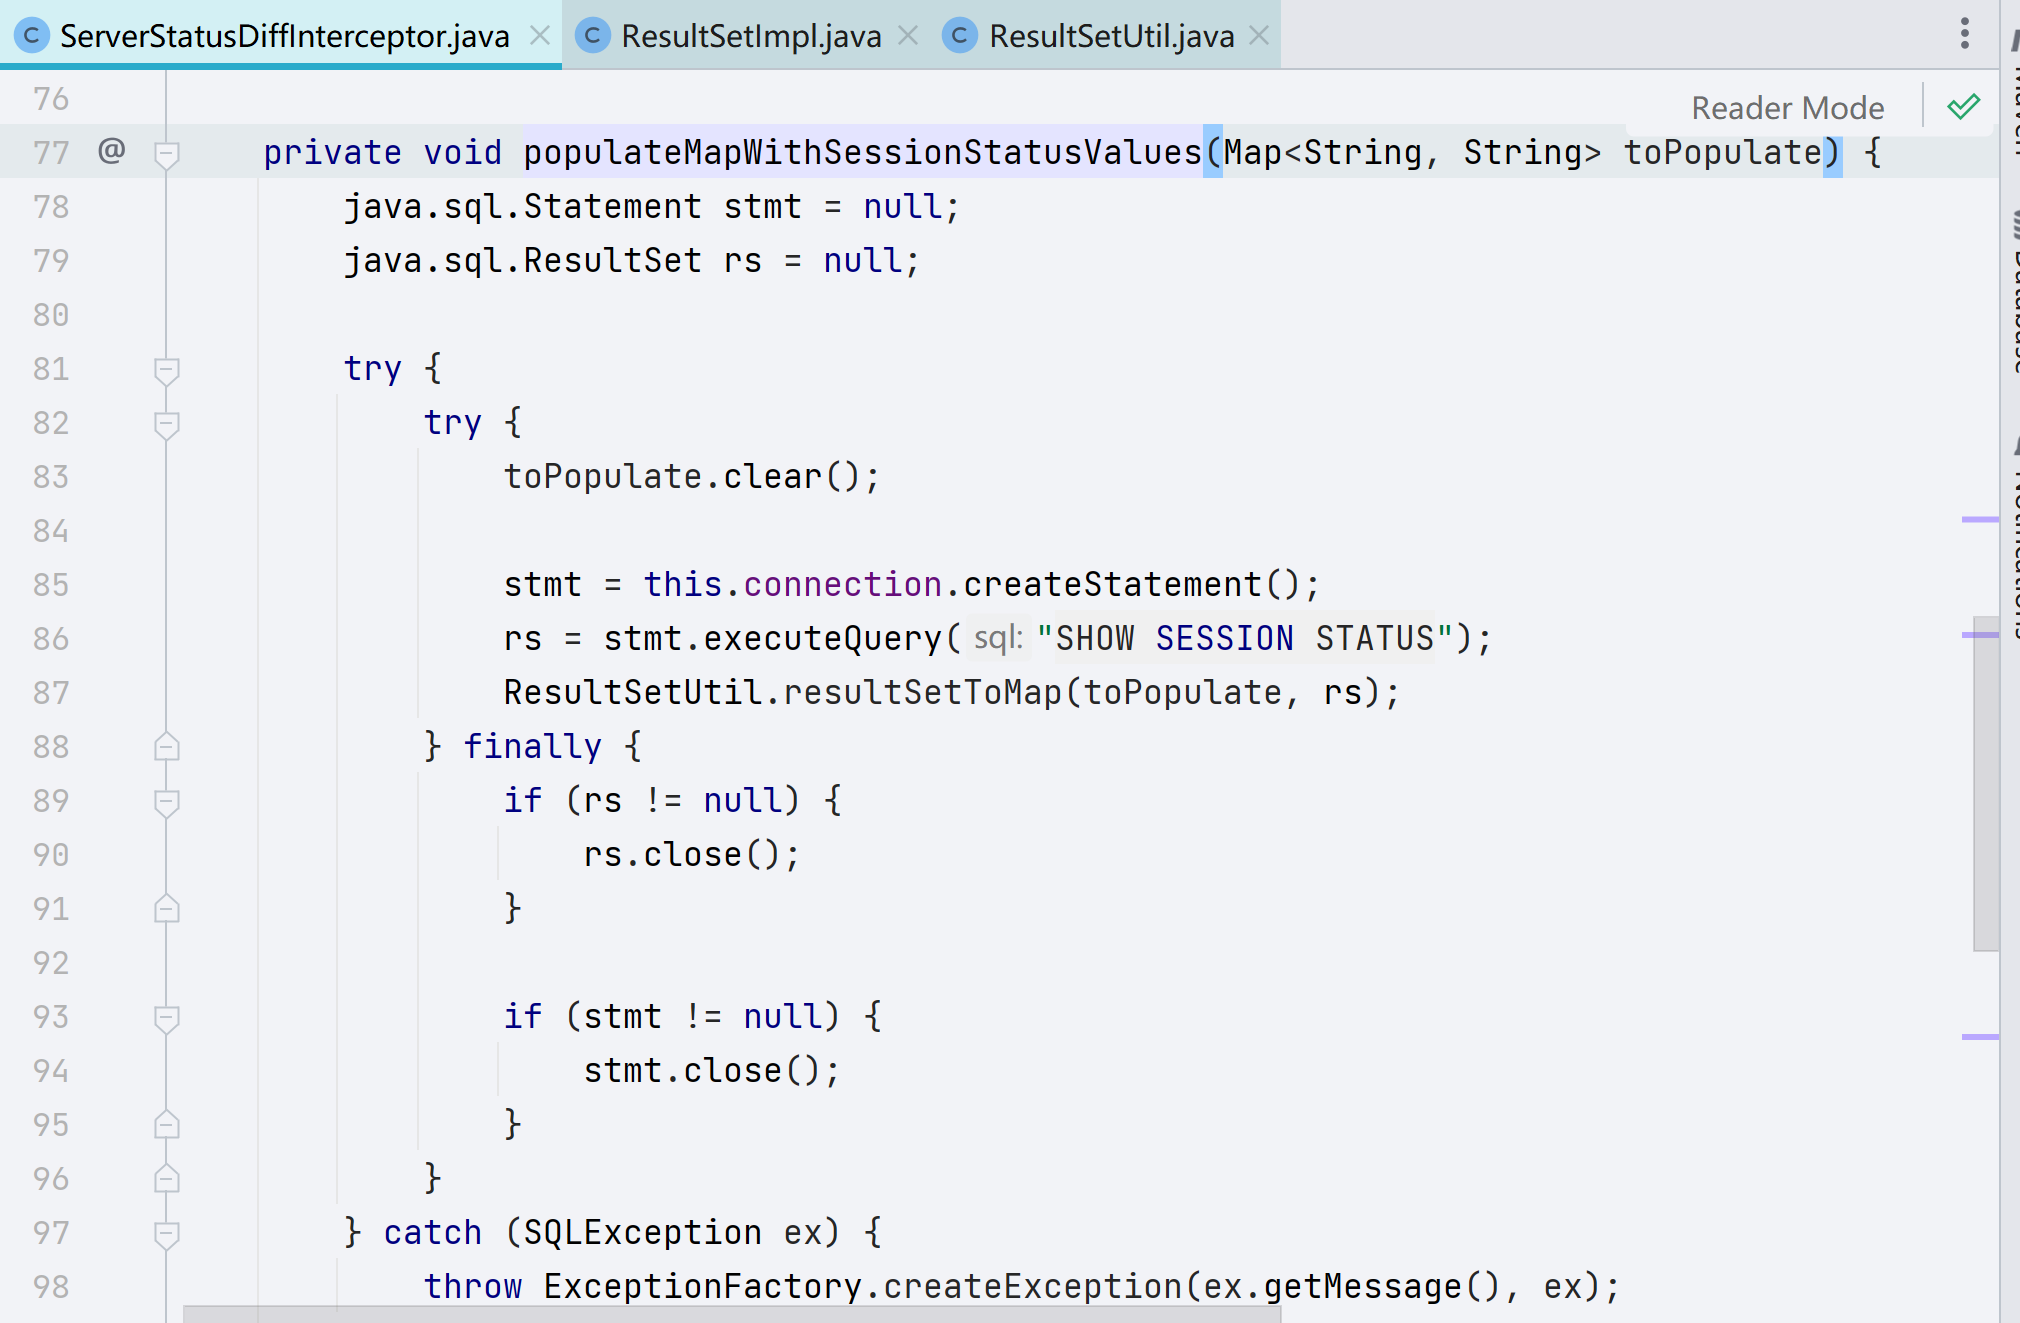 ServerStatusDiffInterceptor.java
ResultSetImpl.java
ResultSetUtil.java
Reader Mode
76
77 @ private void populateMapWithSessionStatusValues(Map<String, String> toPopulate) {
78 java.sql.Statement stmt = null;
79 java.sql.ResultSet rs = null;
80
81 try {
82 try {
83 toPopulate.clear();
84
85 stmt = this.connection.createStatement();
86 rs = stmt.executeQuery( sql: "SHOW SESSION STATUS");
87 ResultSetUtil.resultSetToMap(toPopulate, rs);
88 } finally {
89 if (rs != null) {
90 rs.close();
91 }
92
93 if (stmt != null) {
94 stmt.close();
95 }
96 }
97 } catch (SQLException ex) {
98 throw ExceptionFactory.createException(ex.getMessage(), ex);